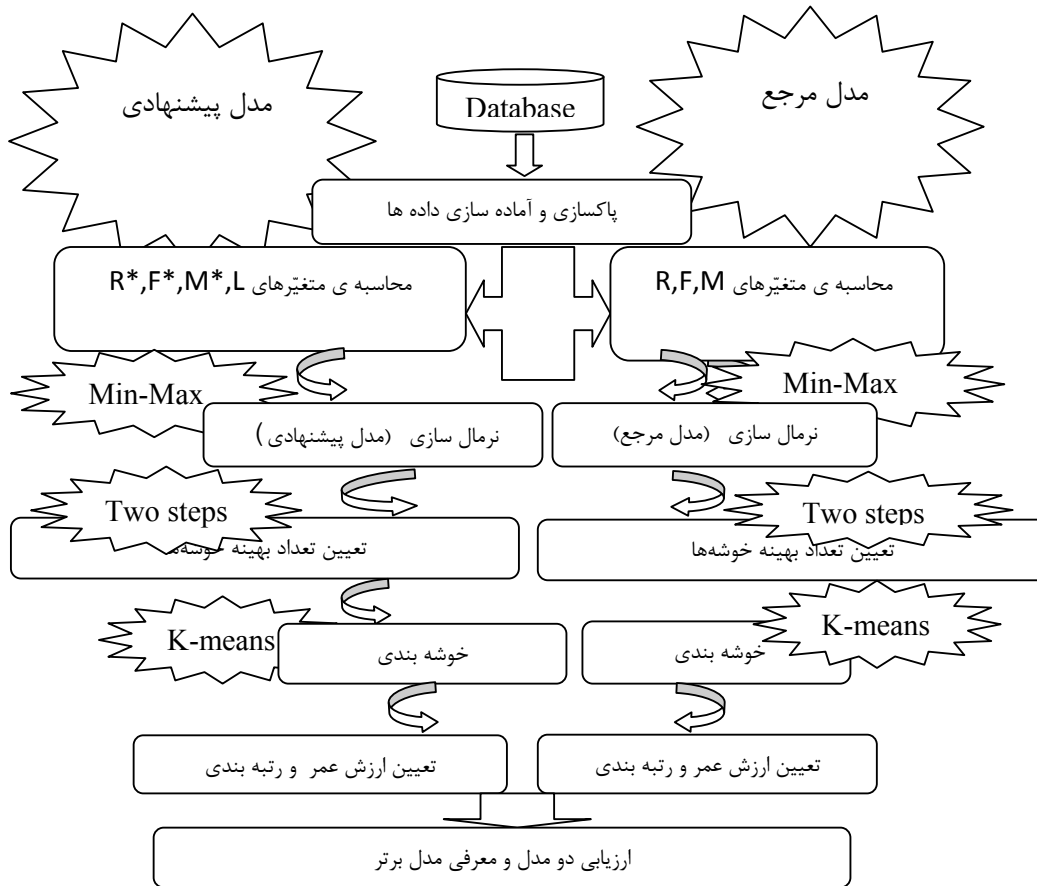 مدل پیشنهادی
Database
مدل مرجع
پاکسازی و آماده سازی داده ها
محاسبه ی متغیّرهای R*,F*,M*,L
محاسبه ی متغیّرهای R,F,M
Min-Max
Min-Max
نرمال سازی (مدل پیشنهادی)
نرمال سازی (مدل مرجع)
Two steps
Two steps
تعیین تعداد بهینه خوشه‌ها
تعیین تعداد بهینه خوشه‌ها
K-means
K-means
خوشه بندی
خوشه بندی
تعیین ارزش عمر و رتبه بندی
تعیین ارزش عمر و رتبه بندی
ارزیابی دو مدل و معرفی مدل برتر